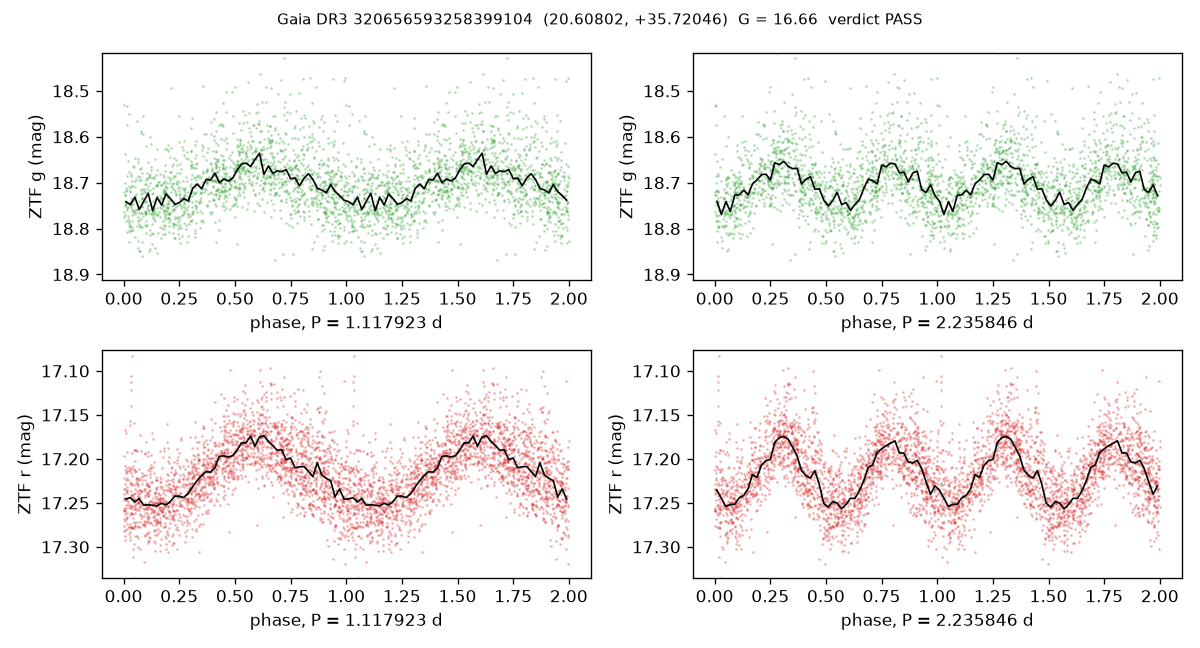 Gaia DR3 320656593258399104 (20.60802, +35.72046) G = 16.66 verdict PASS
ZTF g (mag)
18.5
18.6
18.7
18.8
18.9
0.00 0.25 0.50 0.75 1.00 1.25 1.50 1.75 2.00
phase, P = 1.117923 d
ZTF g (mag)
18.5
18.6
18.7
18.8
18.9
0.00 0.25 0.50 0.75 1.00 1.25 1.50 1.75 2.00
phase, P = 2.235846 d
ZTF r (mag)
17.10
17.15
17.20
17.25
17.30
0.00 0.25 0.50 0.75 1.00 1.25 1.50 1.75 2.00
phase, P = 1.117923 d
ZTF r (mag)
17.10
17.15
17.20
17.25
17.30
0.00 0.25 0.50 0.75 1.00 1.25 1.50 1.75 2.00
phase, P = 2.235846 d